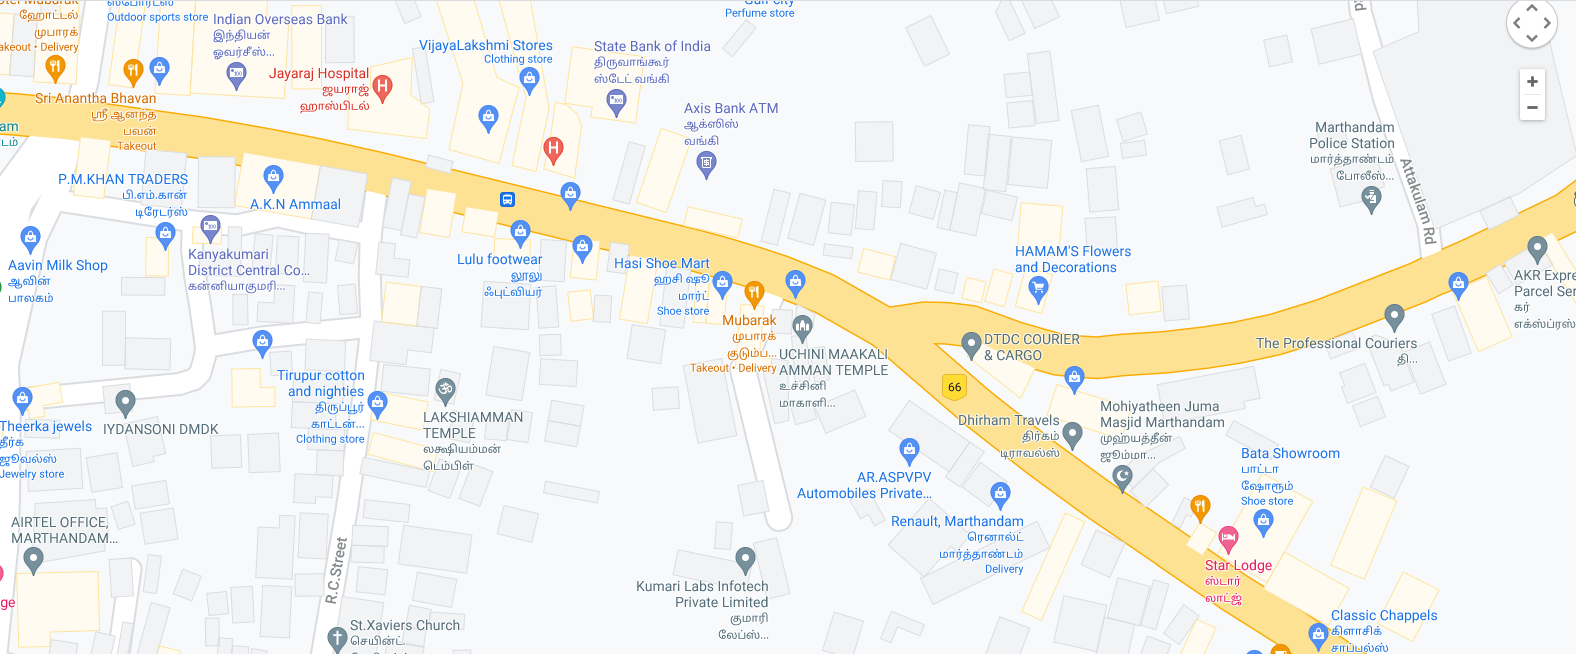 ஹோட்டல்
முபாரக்
Takeout • Delivery
Outdoor sports store
Indian Overseas Bank
இந்தியன்
ஓவர்சீஸ்...
Perfume store
VijayaLakshmi Stores
Clothing store
State Bank of India
திருவாங்கூர்
ஸ்டேட் வங்கி
Jayaraj Hospital
ஜயராஜ்
ஹாஸ்பிடல்
Sri Anantha Bhavan
ஸ்ரீ ஆனந்த
பவன்
Takeout
Axis Bank ATM
ஆக்ஸிஸ்
வங்கி
Marthandam
Police Station
மார்த்தாண்டம்
போலீஸ்...
Attakulam Rd
P.M.KHAN TRADERS
பி.எம்.கான்
டிரேடர்ஸ்
A.K.N Ammaal
Kanyakumari
District Central Co...
கன்னியாகுமரி...
Aavin Milk Shop
ஆவின்
பாலகம்
Lulu footwear
லூலு
ஃபுட்வியர்
Hasi Shoe Mart
ஹசி ஷூ
மார்ட்
Shoe store
HAMAM'S Flowers
and Decorations
AKR Expre
Parcel Ser
கர்
எக்ஸ்ப்ரஸ்
Mubarak
முபாரக்
குடும்ப...
Takeout • Delivery
UCHINI MAAKALI
AMMAN TEMPLE
உச்சினி
மாகாளி...
DTDC COURIER
& CARGO
The Professional Couriers
தி...
66
Tirupur cotton
and nighties
திருப்பூர்
காட்டன்...
Clothing store
LAKSHIAMMAN
TEMPLE
லக்ஷியம்மன்
டெம்பிள்
IYDANSONI DMDK
Theerka jewels
தீர்க
ஜூவல்ஸ்
Jewelry store
Dhirham Travels
திர்கம்
டிராவல்ஸ்
Mohiyatheen Juma
Masjid Marthandam
முஹ்யத்தீன்
ஜூம்மா...
Bata Showroom
பாட்டா
ஷோரூம்
Shoe store
AR.ASPVPV
Automobiles Private...
Renault, Marthandam
ரெனால்ட்
மார்த்தாண்டம்
Delivery
AIRTEL OFFICE,
MARTHANDAM...
R.C.Street
Kumari Labs Infotech
Private Limited
குமாரி
லேப்ஸ்...
Star Lodge
ஸ்டார்
லாட்ஜ்
St.Xaviers Church
செயின்ட்
Classic Chappels
கிளாசிக்
சாப்பல்ஸ்